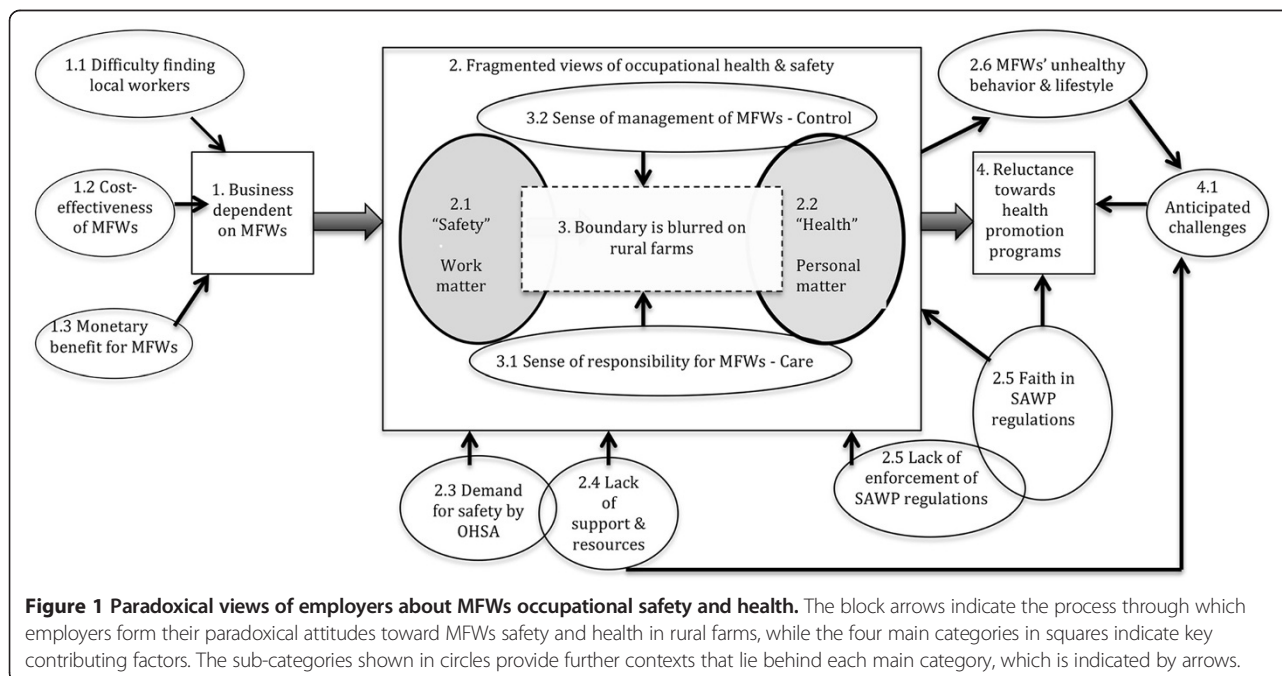 1.1 Difficulty finding
local workers
1.2 Cost-
effectiveness
of MFWs
1.3 Monetary
benefit for MFWs
1. Business
dependent
on MFWs
2. Fragmented views of occupational health & safety
3.2 Sense of management of MFWs - Control
2.1
"Safety"
Work
matter
3. Boundary is blurred on
rural farms
2.2
"Health"
Personal
matter
3.1 Sense of responsibility for MFWs - Care
2.3 Demand
for safety by
OHSA
2.4 Lack
of
support &
resources
2.5 Lack of
enforcement of
SAWP regulations
2.5 Faith in
SAWP
regulations
2.6 MFWs' unhealthy
behavior & lifestyle
4. Reluctance
towards
health
promotion
programs
4.1
Anticipated
challenges
Figure 1 Paradoxical views of employers about MFWs occupational safety and health. The block arrows indicate the process through which
employers form their paradoxical attitudes toward MFWs safety and health in rural farms, while the four main categories in squares indicate key
contributing factors. The sub-categories shown in circles provide further contexts that lie behind each main category, which is indicated by arrows.